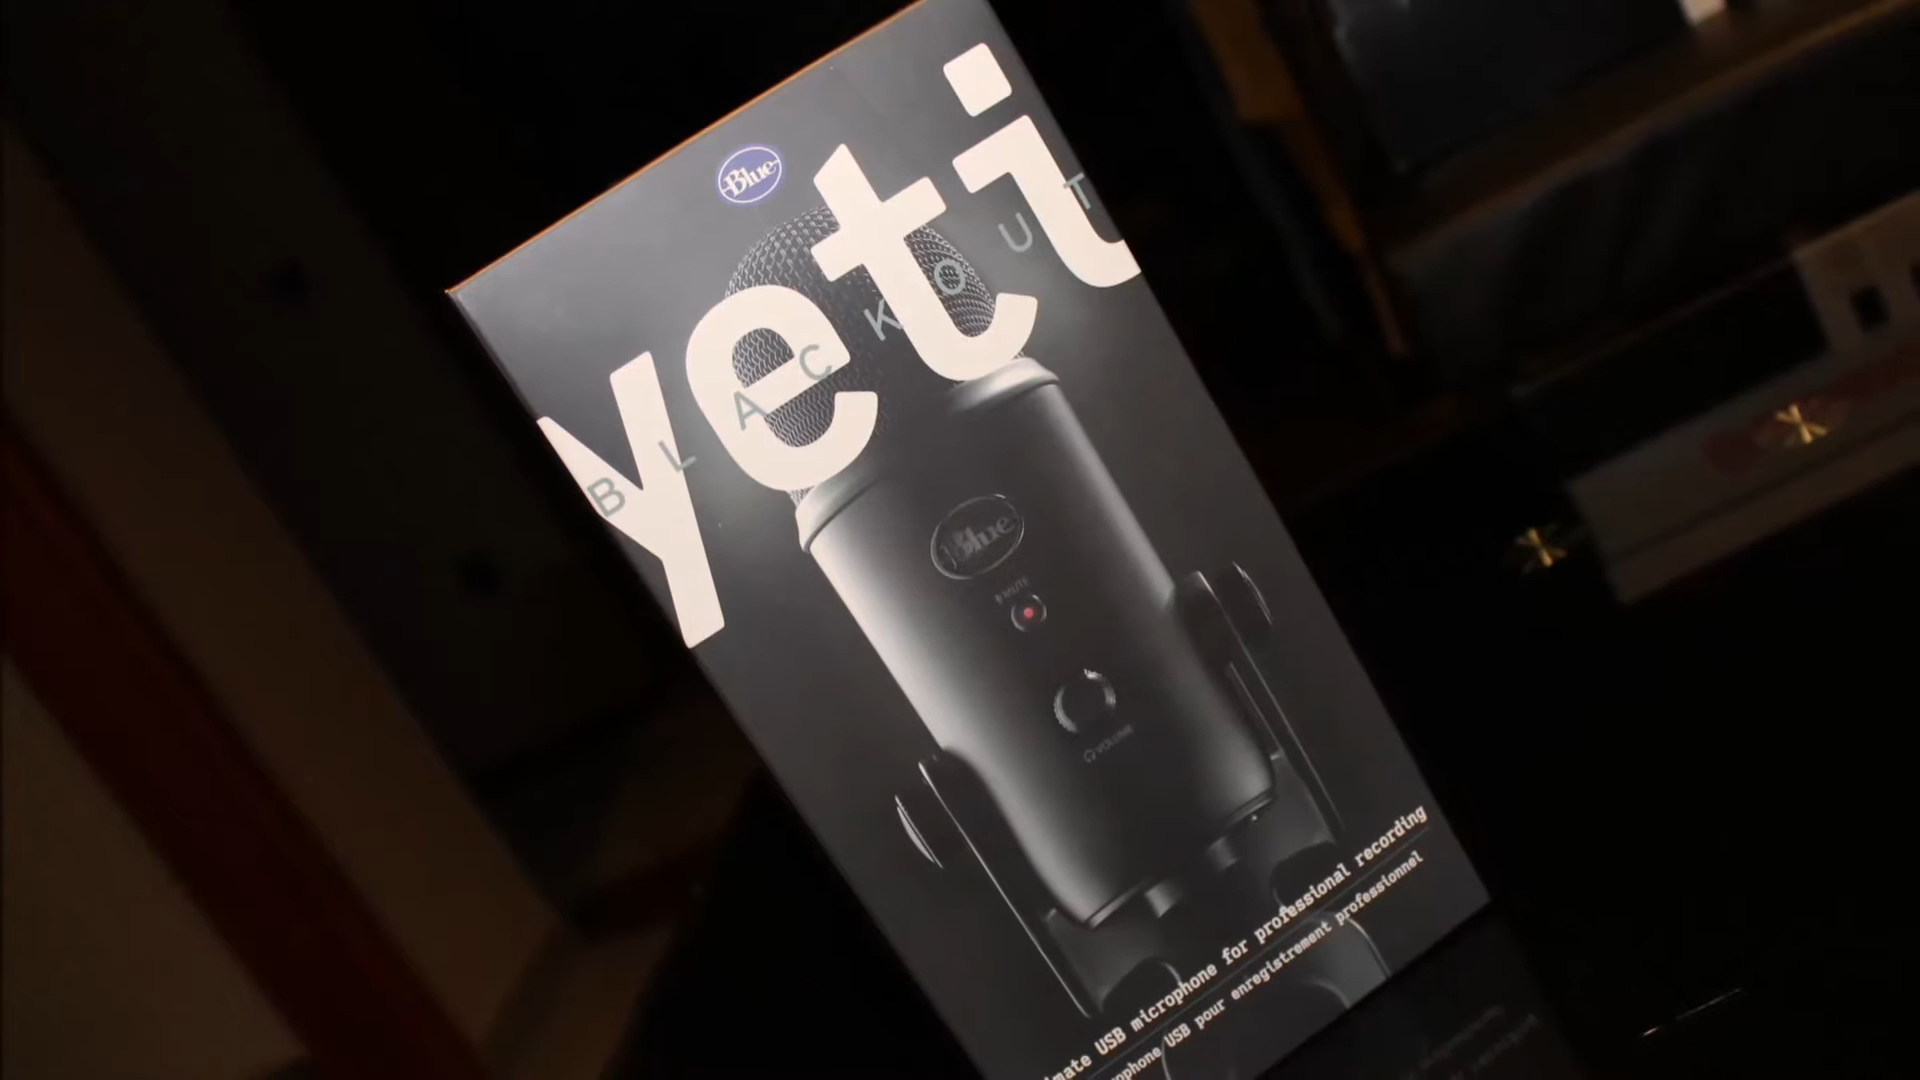 Blue
yeti
BLACKOUT
Blue
MUTE
VOLUME
USB microphone for professional recording
USB pour enregistrement professionnel